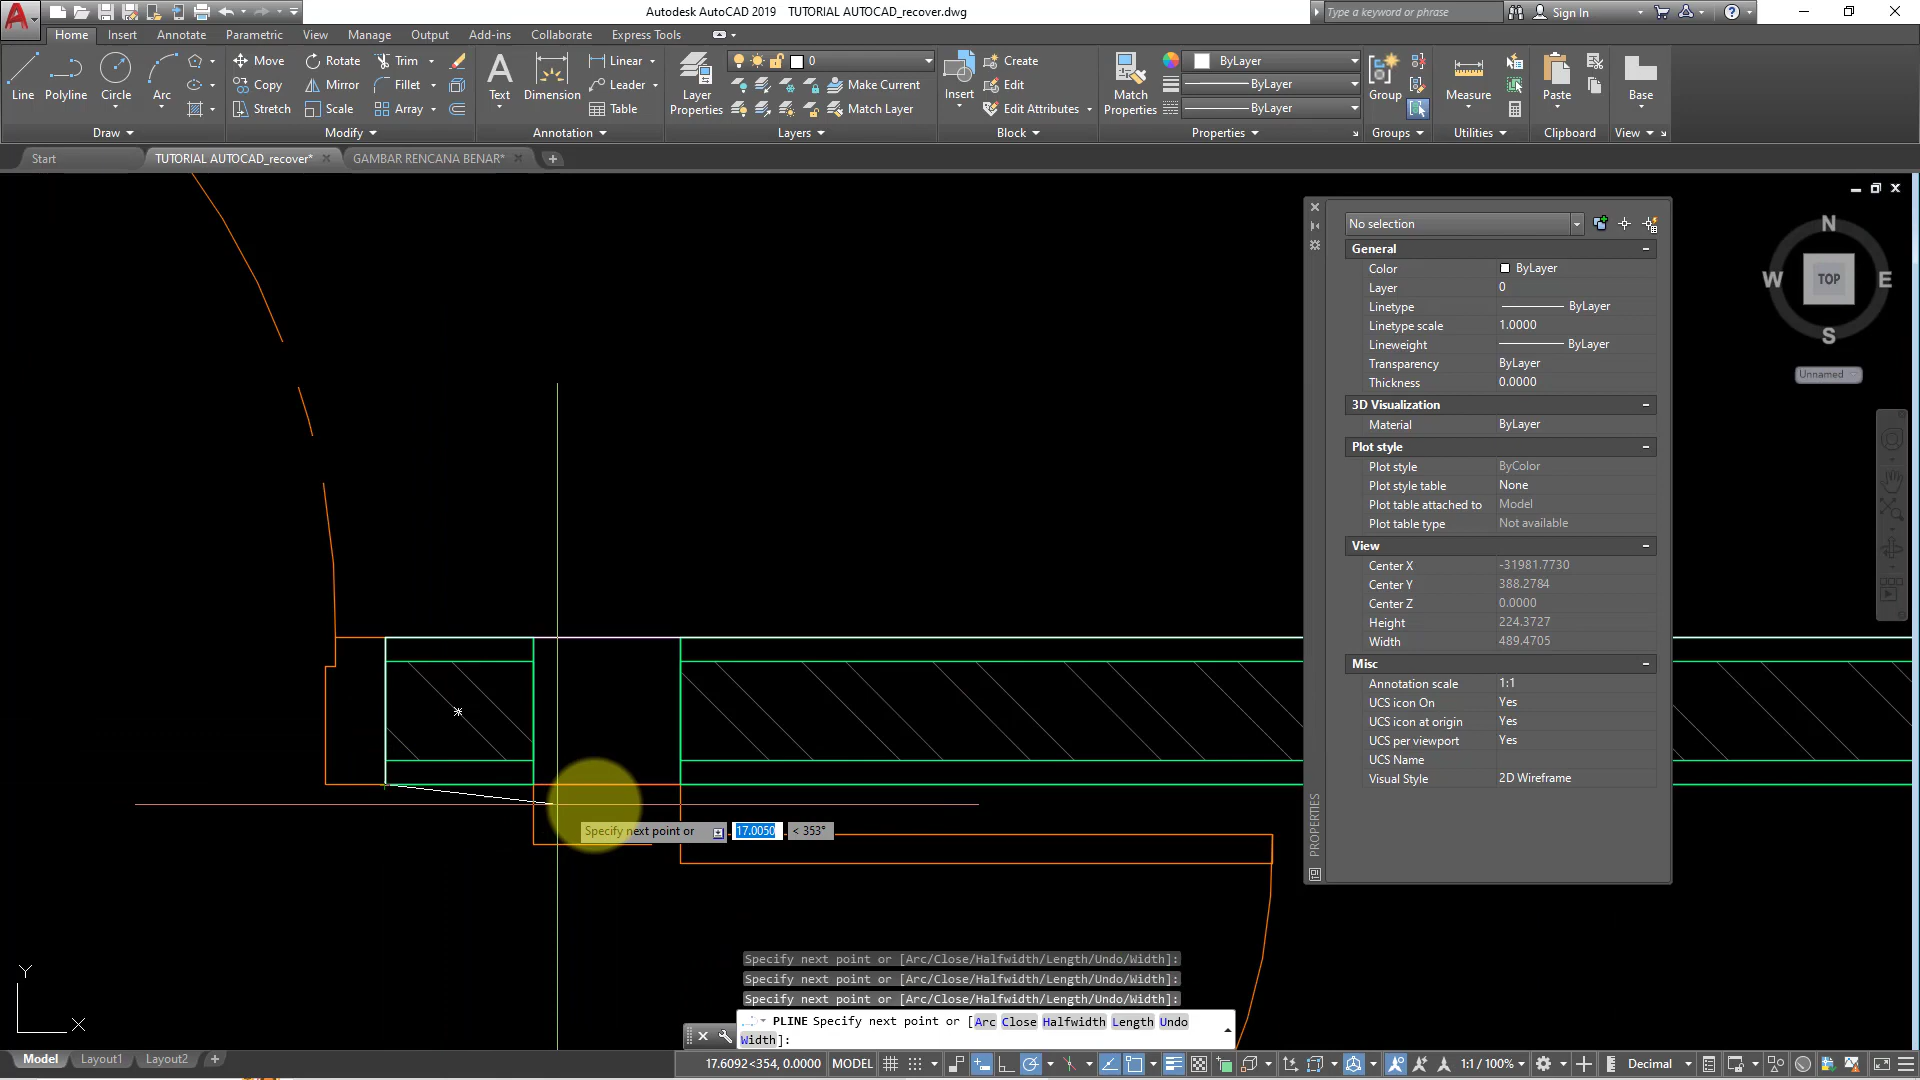 Autodesk AutoCAD 2019 TUTORIAL AUTOCAD_recover.dwg
Type a keyword or phrase
Sign In
Home Insert Annotate Parametric View Manage Output Add-ins Collaborate Express Tools
Line Polyline Circle Arc
Draw
Move Rotate Trim
Copy Mirror Fillet
Stretch Scale Array
Modify
Text Dimension
Linear
Leader
Table
Annotation
Layer Properties
0
Make Current
Match Layer
Layers
Insert
Create
Edit
Edit Attributes
Block
Match Properties
ByLayer
ByLayer
ByLayer
Properties
Group
Groups
Measure
Utilities
Paste
Clipboard
Base
View
Start
TUTORIAL AUTOCAD_recover*
GAMBAR RENCANA BENAR*
No selection
General
Color ByLayer
Layer 0
Linetype ByLayer
Linetype scale 1.0000
Lineweight ByLayer
Transparency ByLayer
Thickness 0.0000
3D Visualization
Material ByLayer
Plot style
Plot style ByColor
Plot style table None
Plot table attached to Model
Plot table type Not available
View
Center X -31981.7730
Center Y 388.2784
Center Z 0.0000
Height 224.3727
Width 489.4705
Misc
Annotation scale 1:1
UCS icon On Yes
UCS icon at origin Yes
UCS per viewport Yes
UCS Name
Visual Style 2D Wireframe
PROPERTIES
N
W TOP E
S
Unnamed
Specify next point or 17.0050 < 353°
Y
X
Specify next point or [Arc/Close/Halfwidth/Length/Undo/Width]:
Specify next point or [Arc/Close/Halfwidth/Length/Undo/Width]:
Specify next point or [Arc/Close/Halfwidth/Length/Undo/Width]:
PLINE Specify next point or [Arc Close Halfwidth Length Undo
Width]:
Model Layout1 Layout2
17.6092<354, 0.0000 MODEL 1:1 / 100% Decimal